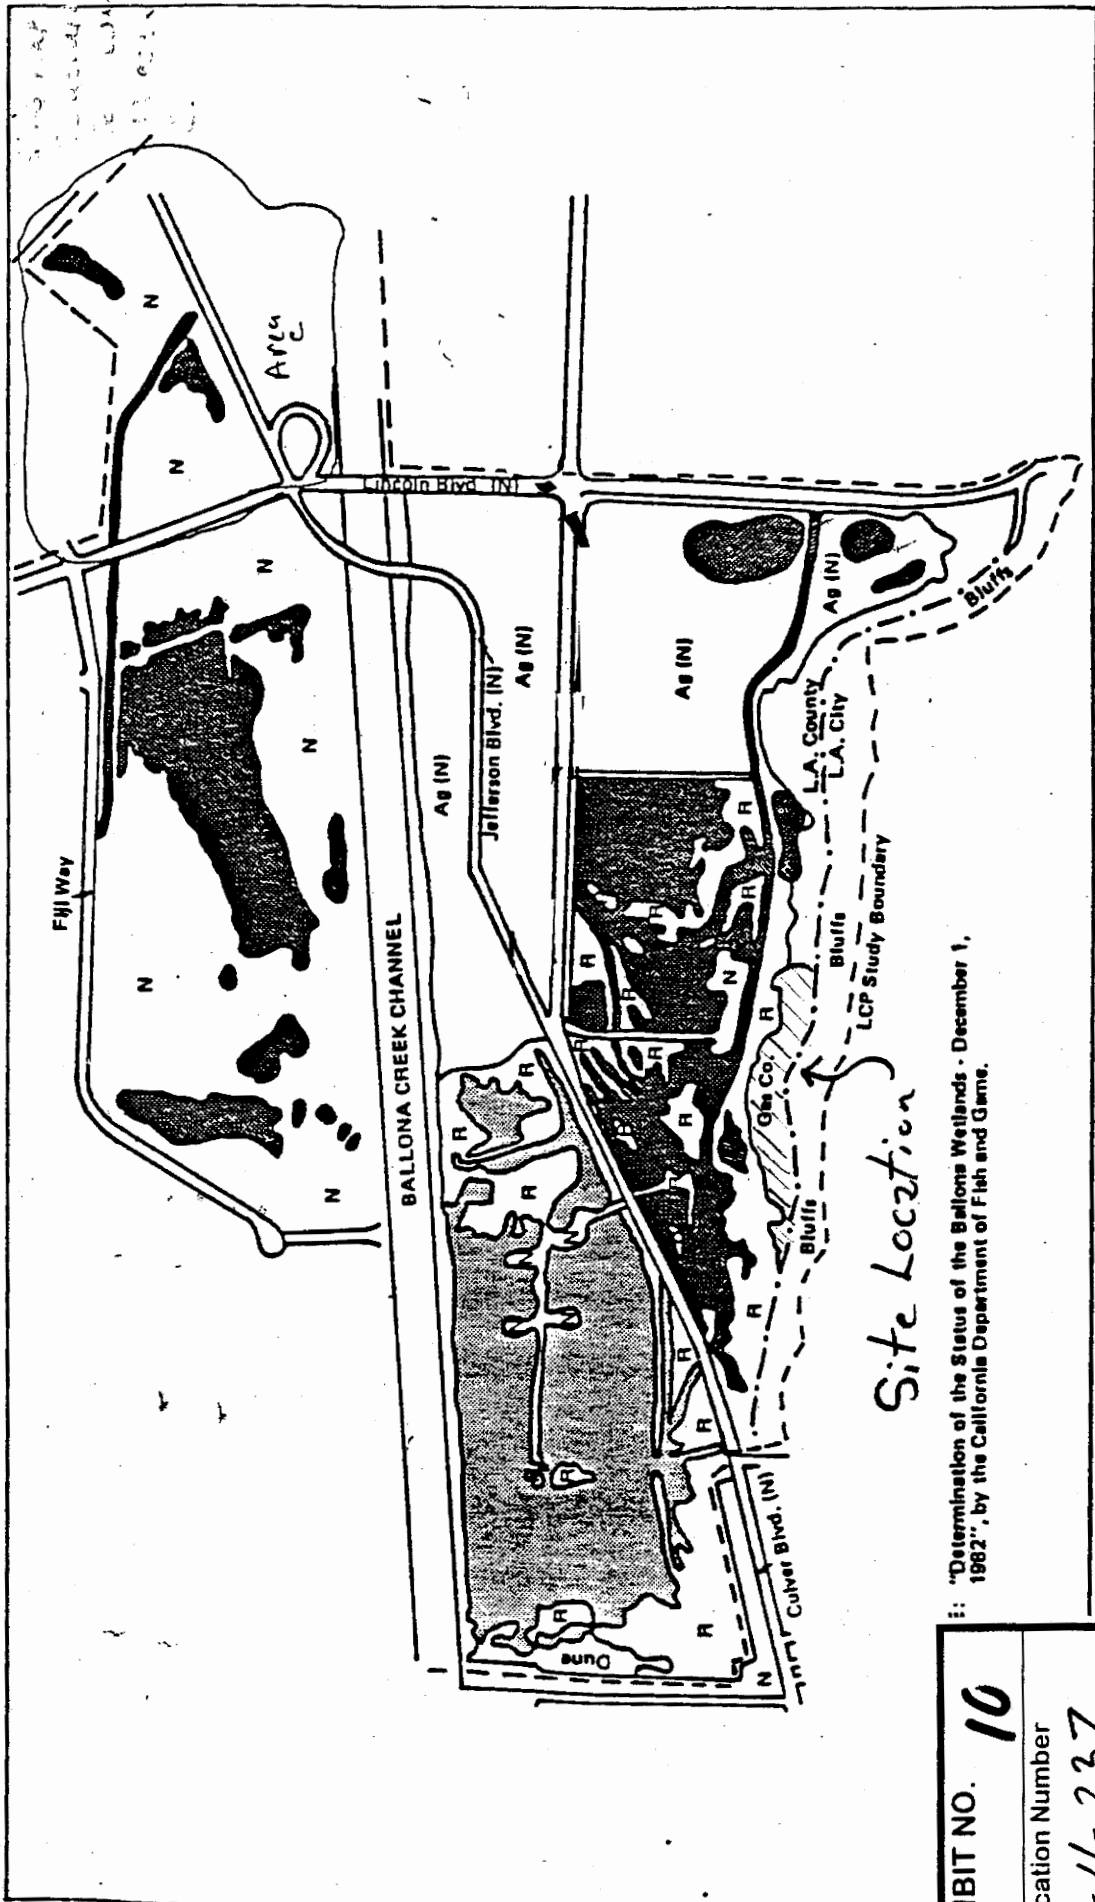 Fiji Way
N
N
N
N
N
N
Area
C
BALLONA CREEK CHANNEL
Lincoln Blvd. (N)
Jefferson Blvd. (N)
Ag (N)
Ag (N)
Ag (N)
Ag (N)
R
R
R
N
N
N
N
R
R
Dune
R
R
R
R
R
R
R
R
R
R
R
R
N
R
Gas Co.
L.A. County
L.A. City
Bluffs
Bluffs
Bluffs
LCP Study Boundary
Culver Blvd. (N)
N
Site Location
"Determination of the Status of the Ballona Wetlands - December 1,
1982", by the California Department of Fish and Game.
IBIT NO. 10
cation Number
237